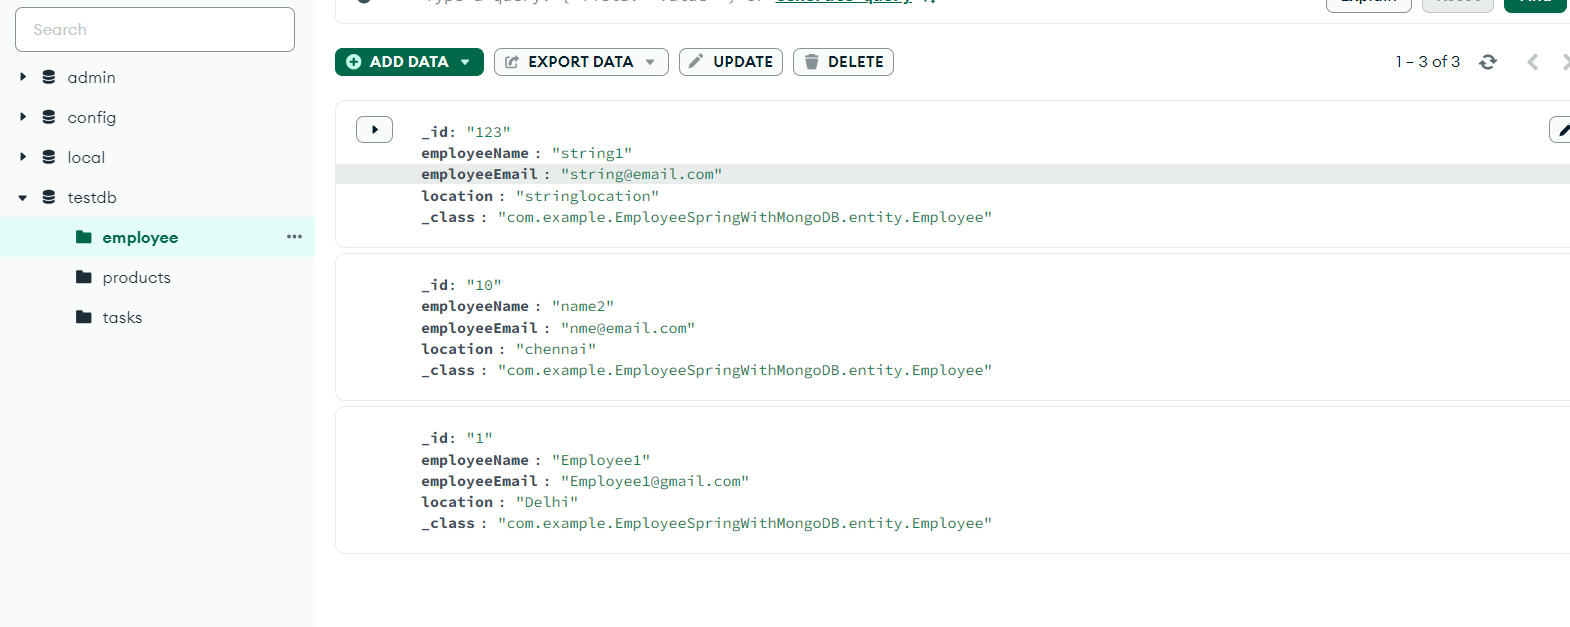 Search
admin
config
local
testdb
employee
products
tasks
ADD DATA
EXPORT DATA
UPDATE
DELETE
1 – 3 of 3
_id: "123"
employeeName : "string1"
employeeEmail : "string@email.com"
location : "stringlocation"
_class : "com.example.EmployeeSpringWithMongoDB.entity.Employee"
_id: "10"
employeeName : "name2"
employeeEmail : "nme@email.com"
location : "chennai"
_class : "com.example.EmployeeSpringWithMongoDB.entity.Employee"
_id: "1"
employeeName : "Employee1"
employeeEmail : "Employee1@gmail.com"
location : "Delhi"
_class : "com.example.EmployeeSpringWithMongoDB.entity.Employee"